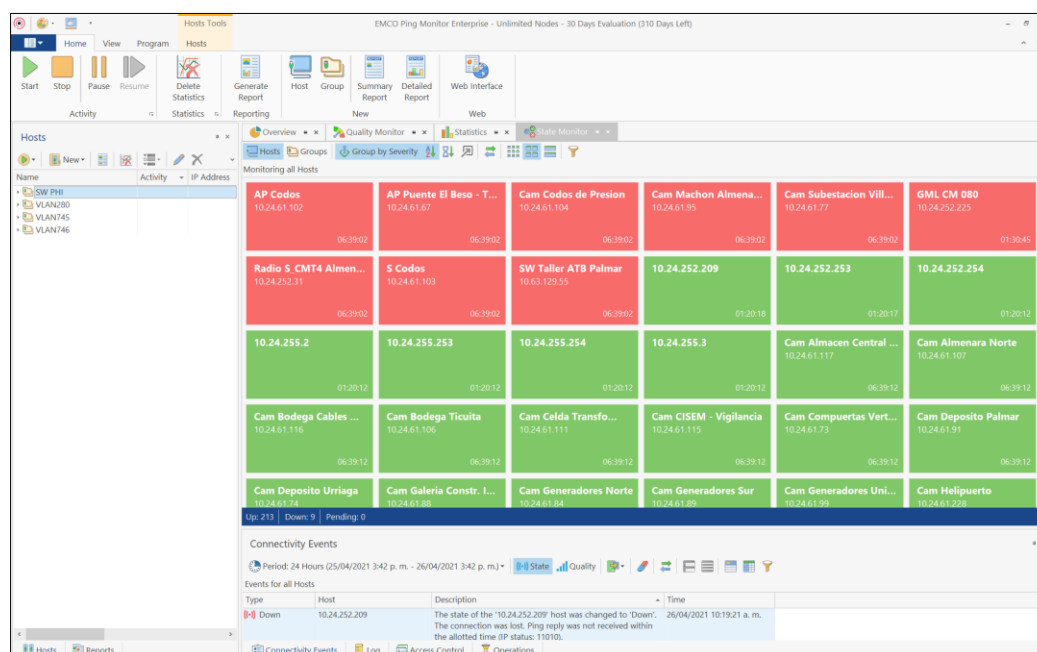 Hosts Tools
EMCO Ping Monitor Enterprise - Unlimited Nodes - 30 Days Evaluation (310 Days Left)
Home View Program Hosts
Start Stop Pause Resume Delete Statistics Generate Report Host Group Summary Report Detailed Report Web Interface
Activity Statistics Reporting New Web
Hosts
New
Name Activity IP Address
SW PHI
VLAN280
VLAN745
VLAN746
Overview Quality Monitor Statistics State Monitor
Hosts Groups Group by Severity
Monitoring all Hosts
AP Codos AP Puente El Beso - T... Cam Codos de Presion Cam Machon Almena... Cam Subestacion Vill... GML CM 080
10.24.61.102 10.24.61.67 10.24.61.104 10.24.61.95 10.24.61.77 10.24.252.225
06:39:02 06:39:02 06:39:02 06:39:02 06:39:02 01:30:45
Radio S_CMT4 Almen... S Codos SW Taller ATB Palmar 10.24.252.209 10.24.252.253 10.24.252.254
10.24.252.31 10.24.61.103 10.63.129.55
06:39:02 06:39:02 06:39:02 01:20:18 01:20:17 01:20:12
10.24.255.2 10.24.255.253 10.24.255.254 10.24.255.3 Cam Almacen Central ... Cam Almenara Norte
10.24.61.117 10.24.61.107
01:20:12 01:20:12 01:20:12 01:20:12 06:39:12 06:39:12
Cam Bodega Cables ... Cam Bodega Ticuita Cam Celda Transfo... Cam CISEM - Vigilancia Cam Compuertas Vert... Cam Deposito Palmar
10.24.61.116 10.24.61.106 10.24.61.111 10.24.61.115 10.24.61.73 10.24.61.91
06:39:12 06:39:12 06:39:12 06:39:12 06:39:12 06:39:12
Cam Deposito Urriaga Cam Galeria Constr. I... Cam Generadores Norte Cam Generadores Sur Cam Generadores Uni... Cam Helipuerto
10.24.61.74 10.24.61.88 10.24.61.84 10.24.61.89 10.24.61.99 10.24.61.228
Up: 213 Down: 9 Pending: 0
Connectivity Events
Period: 24 Hours (25/04/2021 3:42 p. m. - 26/04/2021 3:42 p. m.) State Quality
Events for all Hosts
Type Host Description Time
Down 10.24.252.209 The state of the '10.24.252.209' host was changed to 'Down'. 26/04/2021 10:19:21 a. m.
The connection was lost. Ping reply was not received within
the allotted time (IP status: 11010).
Hosts Reports Connectivity Events Log Access Control Operations